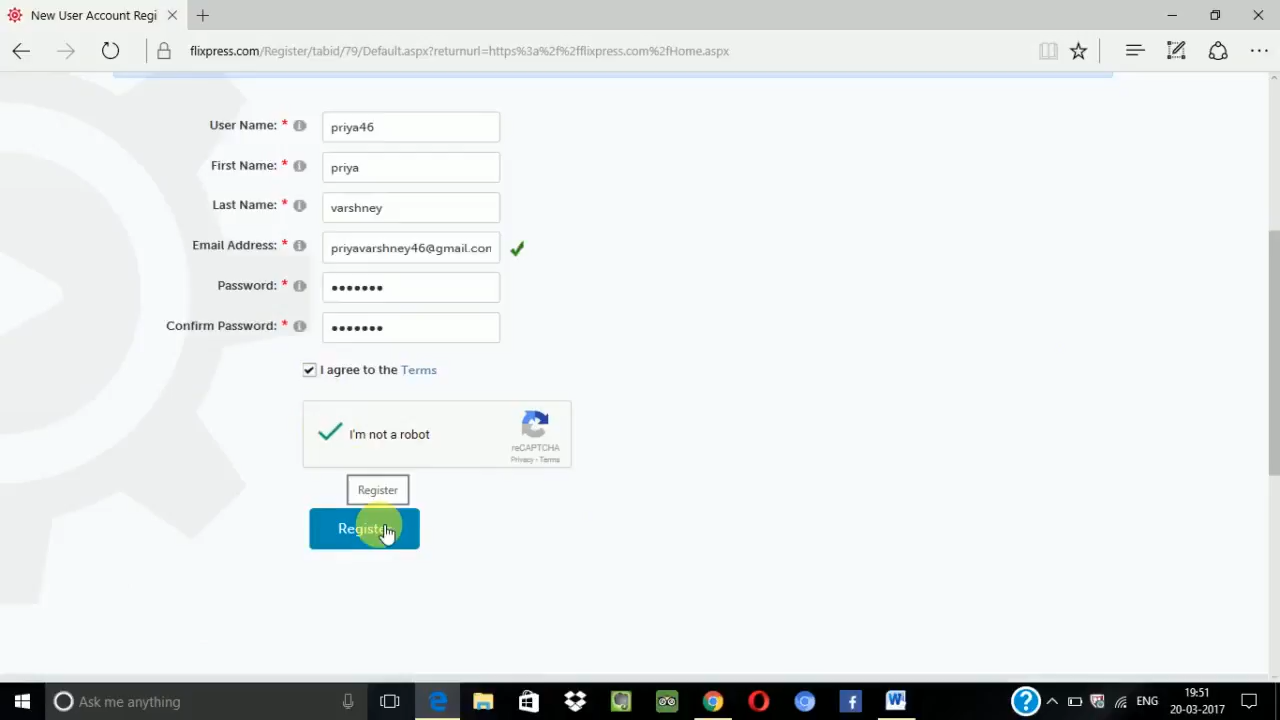 New User Account Regi
flixpress.com/Register/tabid/79/Default.aspx?returnurl=https%3a%2f%2fflixpress.com%2fHome.aspx
User Name: * priya46
First Name: * priya
Last Name: * varshney
Email Address: * priyavarshney46@gmail.con
Password: * •••••••
Confirm Password: * •••••••
I agree to the Terms
I'm not a robot
reCAPTCHA
Privacy - Terms
Register
Register
Ask me anything
ENG
19:51
20-03-2017